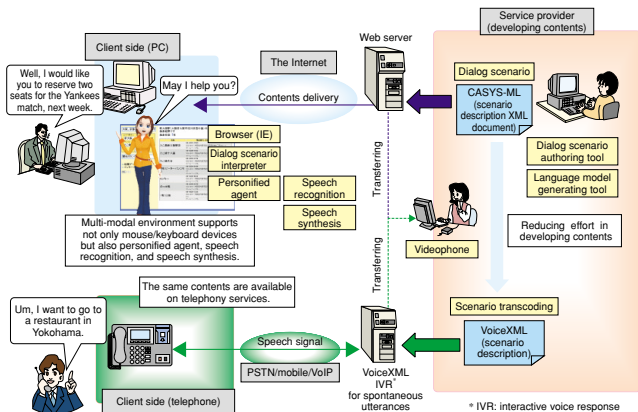 Service provider
(developing contents)
Web server
Client side (PC)
The Internet
Well, I would like
you to reserve two
seats for the Yankees
match, next week.
May I help you?
Contents delivery
Dialog scenario
CASYS-ML
(scenario
description XML
document)
Browser (IE)
Dialog scenario
interpreter
Personified
agent
Speech
recognition
Speech
synthesis
Transferring
Dialog scenario
authoring tool
Language model
generating tool
Multi-modal environment supports
not only mouse/keyboard devices
but also personified agent, speech
recognition, and speech synthesis.
Videophone
Reducing effort in
developing contents
Transferring
The same contents are available
on telephony services.
Um, I want to go to
a restaurant in
Yokohama.
Scenario transcoding
VoiceXML
(scenario
description)
Speech signal
PSTN/mobile/VoIP
VoiceXML
IVR*
for spontaneous
utterances
Client side (telephone)
* IVR: interactive voice response